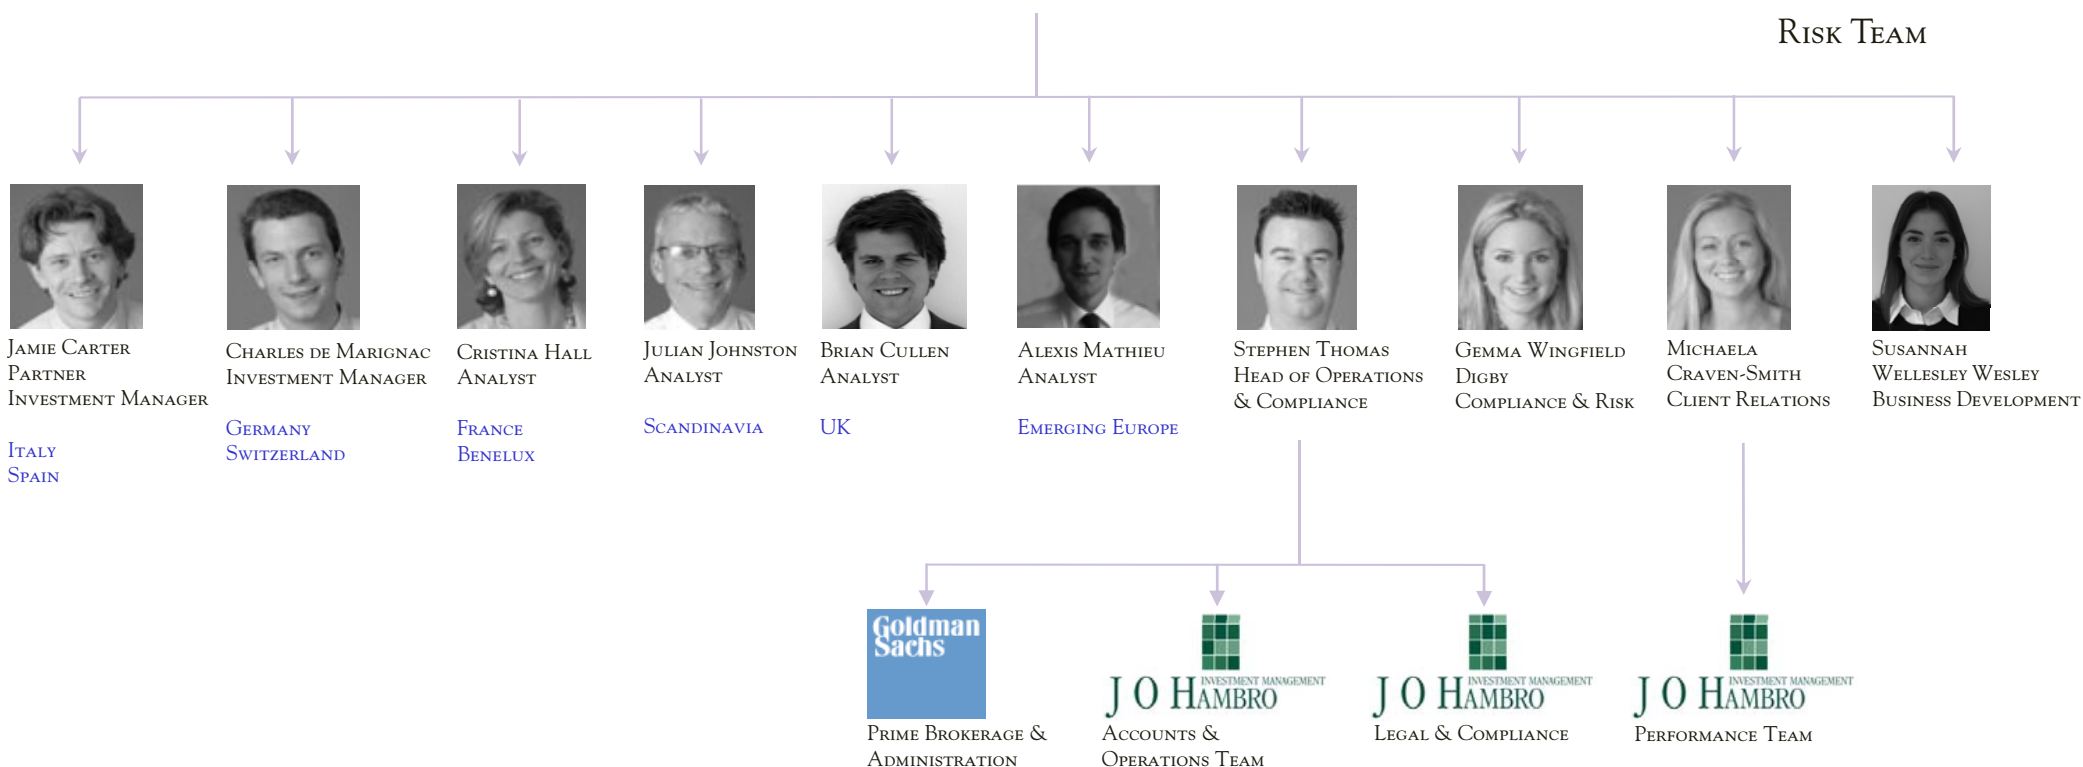 Risk Team
Jamie Carter
Partner
Investment Manager
Italy
Spain
Charles de Marignac
Investment Manager
Germany
Switzerland
Cristina Hall
Analyst
France
Benelux
Julian Johnston
Analyst
Scandinavia
Brian Cullen
Analyst
UK
Alexis Mathieu
Analyst
Emerging Europe
Stephen Thomas
Head of Operations
& Compliance
Gemma Wingfield
Digby
Compliance & Risk
Michaela
Craven-Smith
Client Relations
Susannah
Wellesley Wesley
Business Development
Goldman
Sachs
Prime Brokerage &
Administration
INVESTMENT MANAGEMENT
J O HAMBRO
Accounts &
Operations Team
INVESTMENT MANAGEMENT
J O HAMBRO
Legal & Compliance
INVESTMENT MANAGEMENT
J O HAMBRO
Performance Team